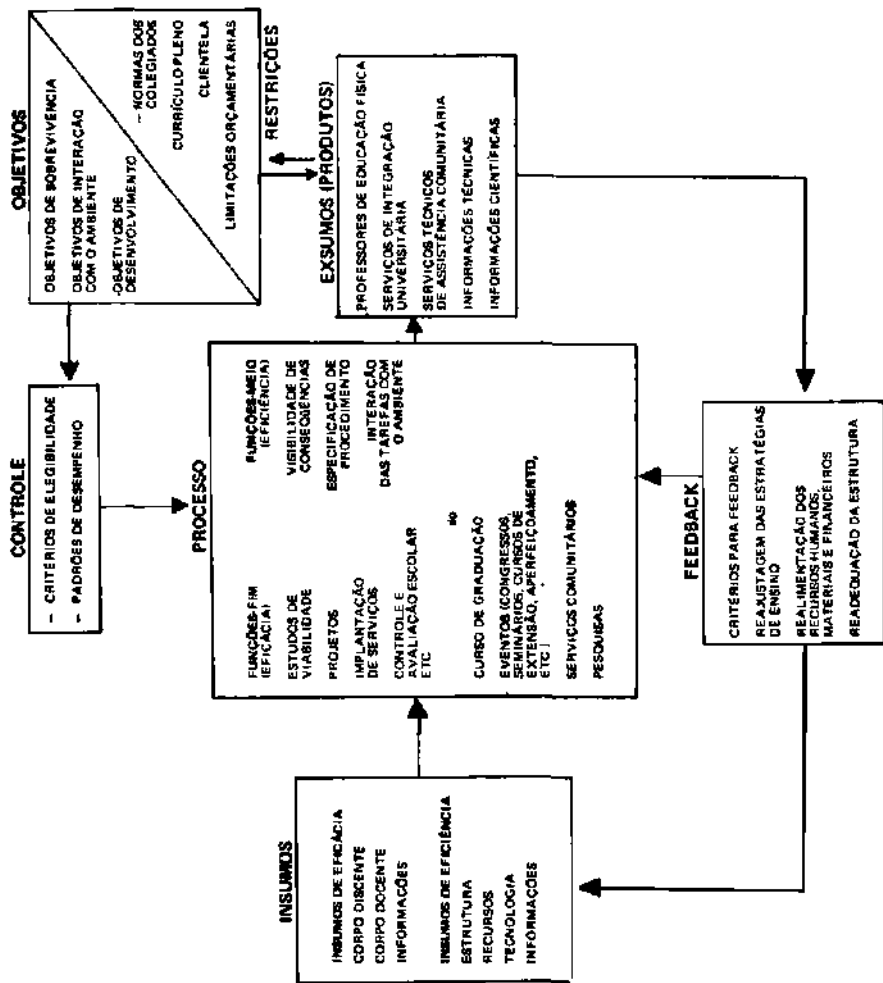 OBJETIVOS
OBJETIVOS DE SOBREVIVÊNCIA
OBJETIVOS DE INTERAÇÃO
COM O AMBIENTE
-OBJETIVOS DE
DESENVOLVIMENTO
– NORMAS DOS
COLEGIADOS
CURRÍCULO PLENO
CLIENTELA
LIMITAÇÕES ORÇAMENTÁRIAS
RESTRIÇÕES
CONTROLE
– CRITÉRIOS DE ELEGIBILIDADE
– PADRÕES DE DESEMPENHO
INSUMOS
INSUMOS DE EFICÁCIA
CORPO DISCENTE
CORPO DOCENTE
INFORMAÇÕES
INSUMOS DE EFICIÊNCIA
ESTRUTURA
RECURSOS
TECNOLOGIA
INFORMAÇÕES
PROCESSO
FUNÇÕES-FIM
(EFICÁCIA)
ESTUDOS DE
VIABILIDADE
PROJETOS
IMPLANTAÇÃO
DE SERVIÇOS
CONTROLE E
AVALIAÇÃO ESCOLAR
ETC
FUNÇÕES-MEIO
(EFICIÊNCIA)
VISIBILIDADE DE
CONSEQÜÊNCIAS
ESPECIFICAÇÃO DE
PROCEDIMENTO
INTERAÇÃO
DAS TAREFAS COM
O AMBIENTE
CURSO DE GRADUAÇÃO
EVENTOS (CONGRESSOS,
SEMINÁRIOS, CURSOS DE
EXTENSÃO, APERFEIÇOAMENTO,
ETC.)
SERVIÇOS COMUNITÁRIOS
PESQUISAS
EXSUMOS (PRODUTOS)
PROFESSORES DE EDUCAÇÃO FÍSICA
SERVIÇOS DE INTEGRAÇÃO
UNIVERSITÁRIA
SERVIÇOS TÉCNICOS
DE ASSISTÊNCIA COMUNITÁRIA
INFORMAÇÕES TÉCNICAS
INFORMAÇÕES CIENTÍFICAS
FEEDBACK
CRITÉRIOS PARA FEEDBACK
REAJUSTAGEM DAS ESTRATÉGIAS
DE ENSINO
REALIMENTAÇÃO DOS
RECURSOS HUMANOS,
MATERIAIS E FINANCEIROS
READEQUAÇÃO DA ESTRUTURA